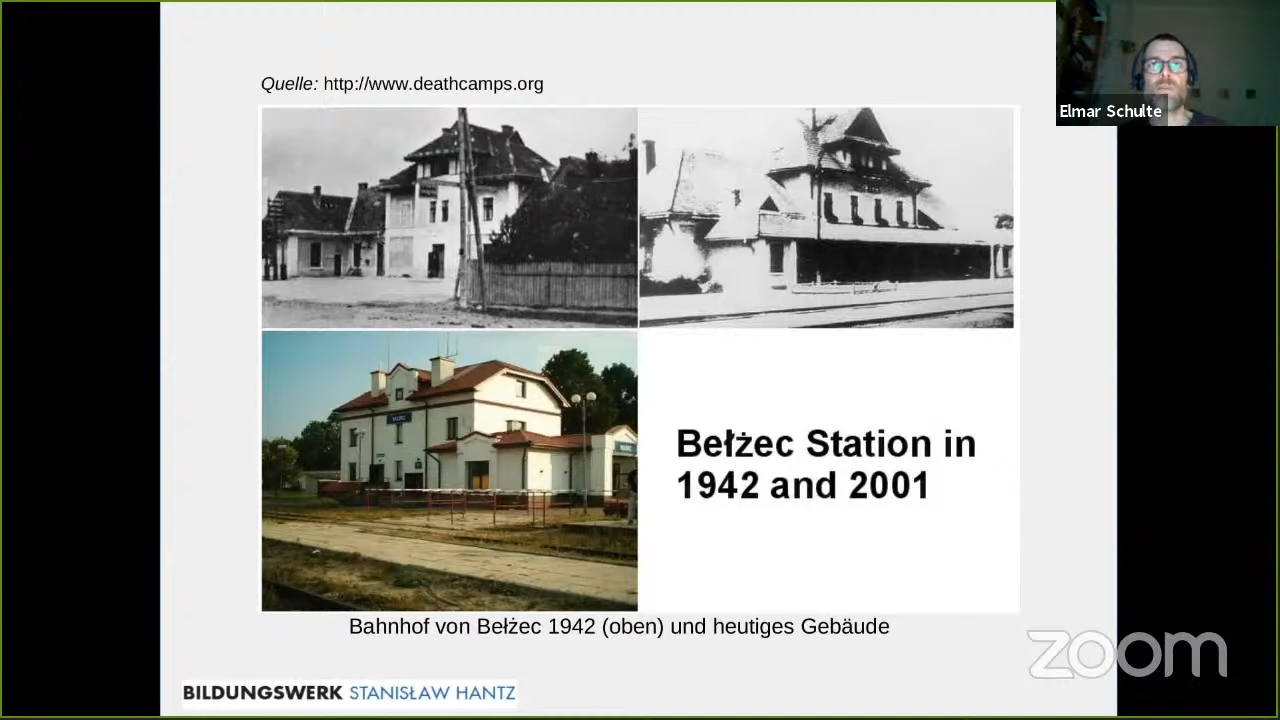 Quelle: http://www.deathcamps.org
Elmar Schulte
Bełżec Station in
1942 and 2001
Bahnhof von Bełżec 1942 (oben) und heutiges Gebäude
zoom
BILDUNGSWERK STANISŁAW HANTZ